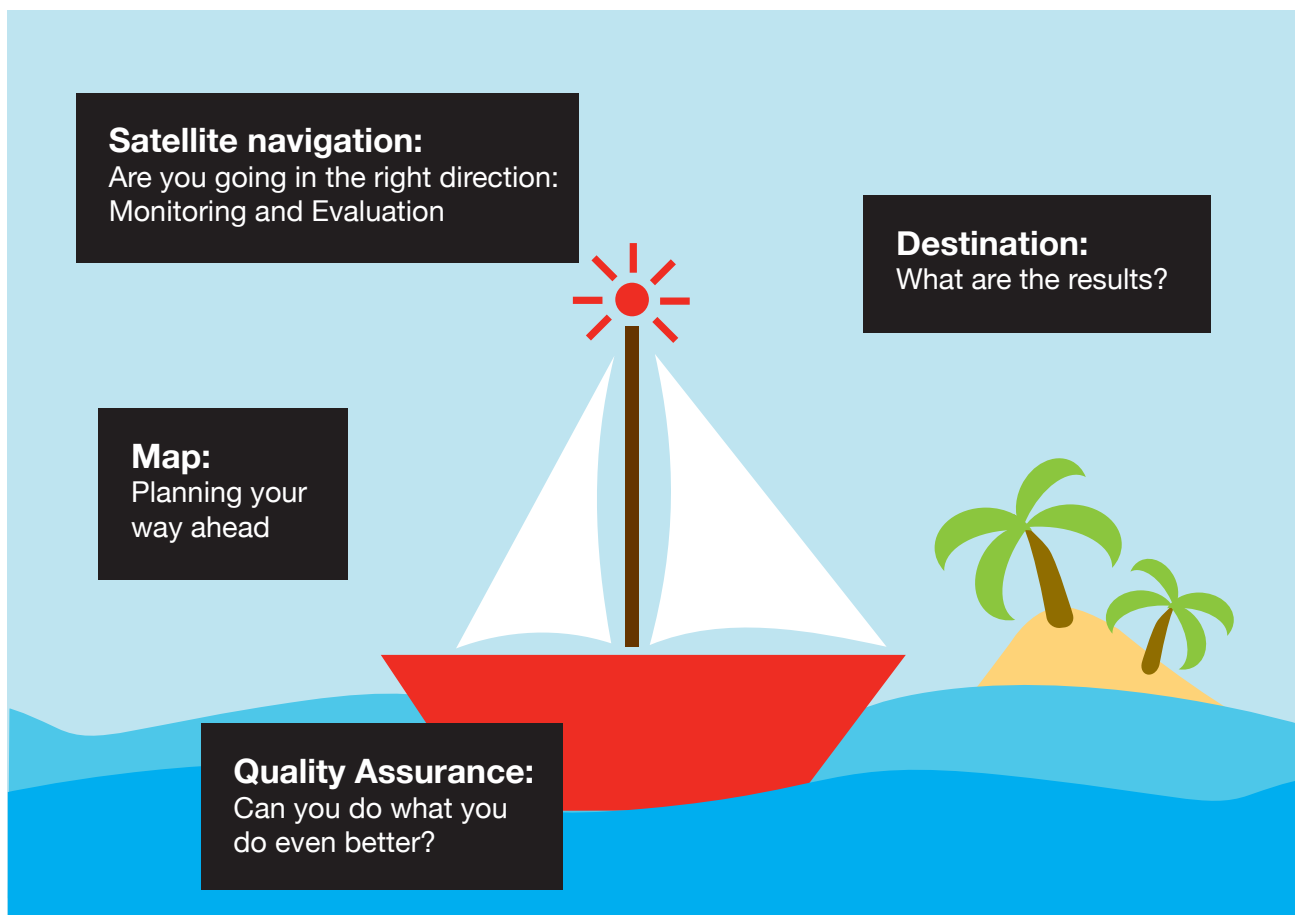 Satellite navigation:
Are you going in the right direction:
Monitoring and Evaluation
Destination:
What are the results?
Map:
Planning your
way ahead
Quality Assurance:
Can you do what you
do even better?